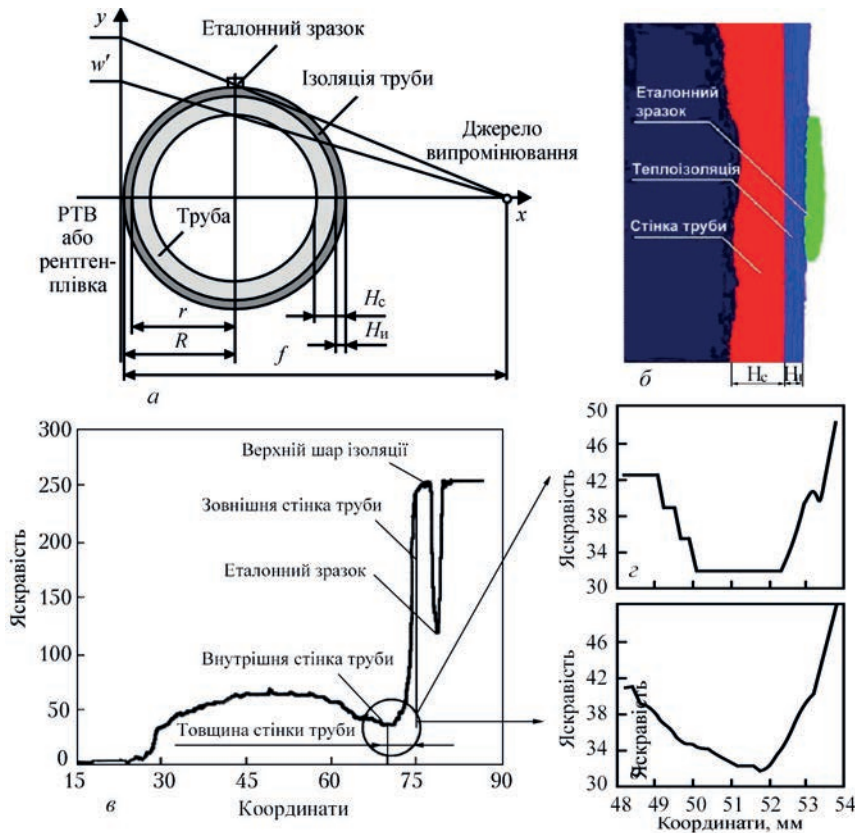 y
w′
Еталонний зразок
Ізоляція труби
Джерело
випромінювання
x
РТВ
або
рентген-
плівка
Труба
r
R
f
Hс
Hи
а
Еталонний
зразок
Теплоізоляція
Стінка труби
Hс
б
300
250
200
150
100
50
0
Яскравість
Верхній шар ізоляції
Зовнішня стінка труби
Еталонний зразок
Внутрішня стінка труби
Товщина стінки труби
15 30 45 60 75 90
в
Координати
50
46
42
38
34
30
Яскравість
г
46
42
38
34
30
Яскравість
Яскравість
48 49 50 51 52 53 54
Координати, мм